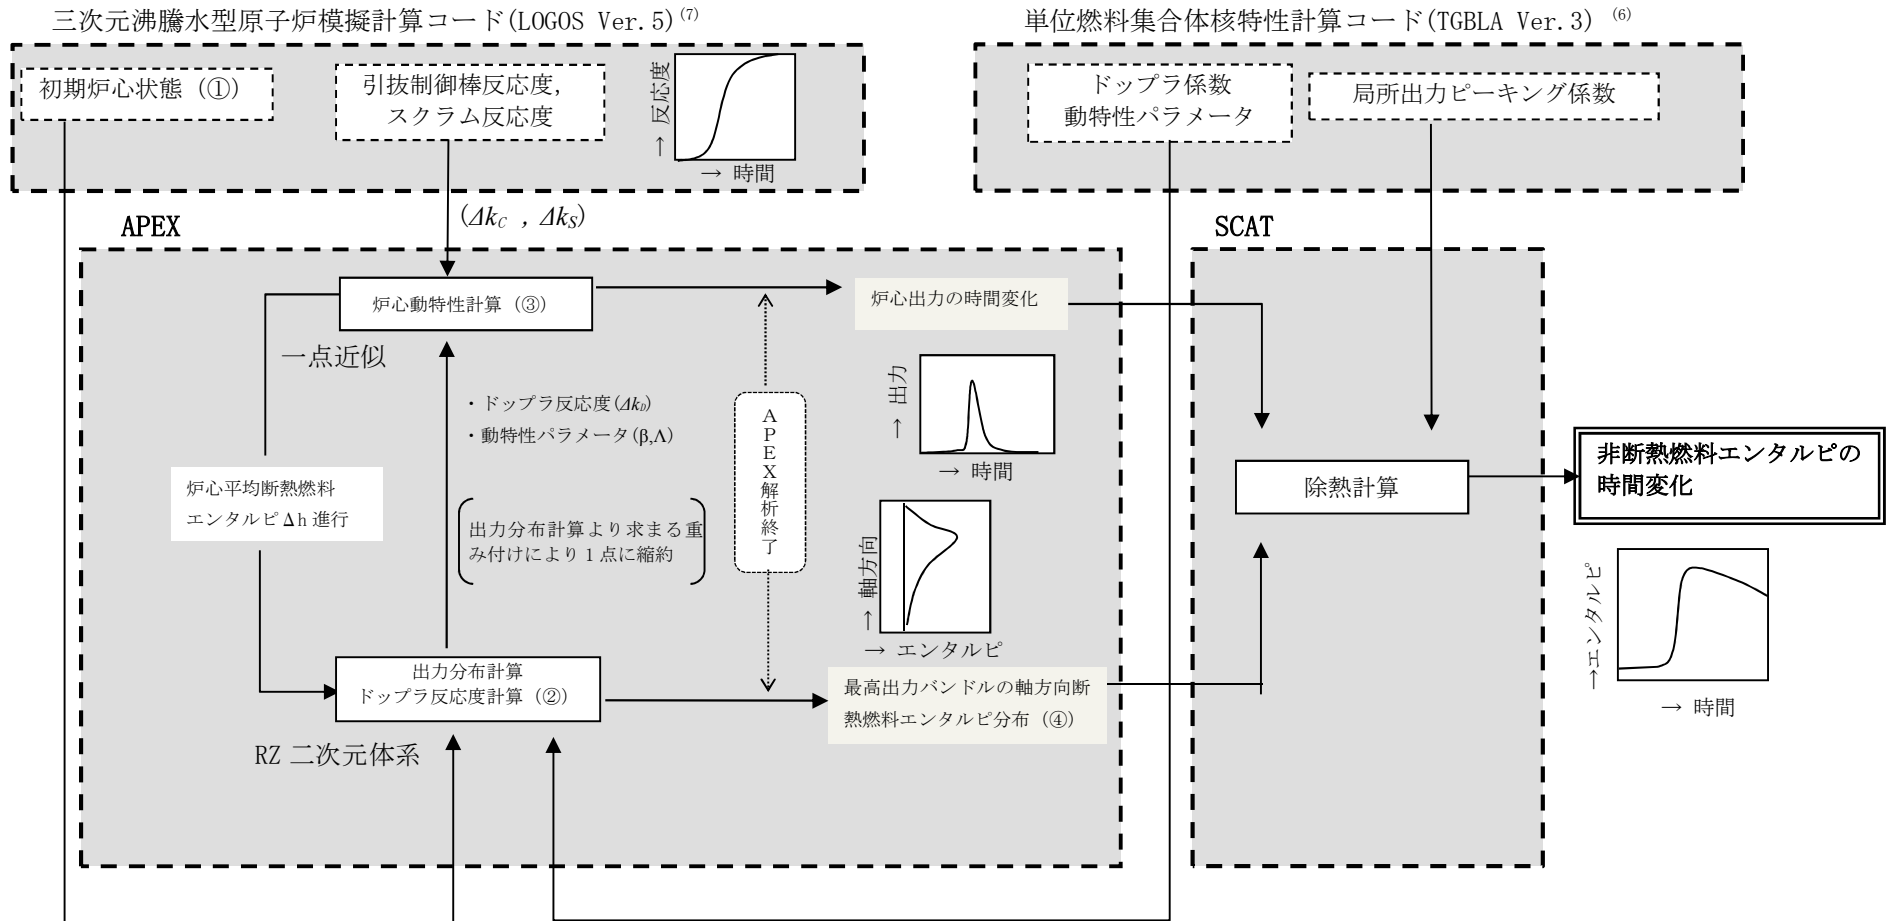 三次元沸騰水型原子炉模擬計算コード(LOGOS Ver.5)(7)
単位燃料集合体核特性計算コード(TGBLA Ver.3) (6)
初期炉心状態 (①)
引抜制御棒反応度,
スクラム反応度
→ 反応度
→ 時間
ドップラ係数
動特性パラメータ
局所出力ピーキング係数
(Δkc , Δks)
APEX
SCAT
炉心動特性計算 (③)
炉心出力の時間変化
一点近似
・ドップラ反応度(ΔkD)
・動特性パラメータ(β,Λ)
APEX解析終了
→ 出力
→ 時間
炉心平均断熱燃料
エンタルピΔh進行
出力分布計算より求まる重
み付けにより1点に縮約
→ 軸方向
→ エンタルピ
除熱計算
非断熱燃料エンタルピの
時間変化
→エンタルピ
→ 時間
出力分布計算
ドップラ反応度計算 (②)
最高出力バンドルの軸方向断
熱燃料エンタルピ分布 (④)
RZ 二次元体系